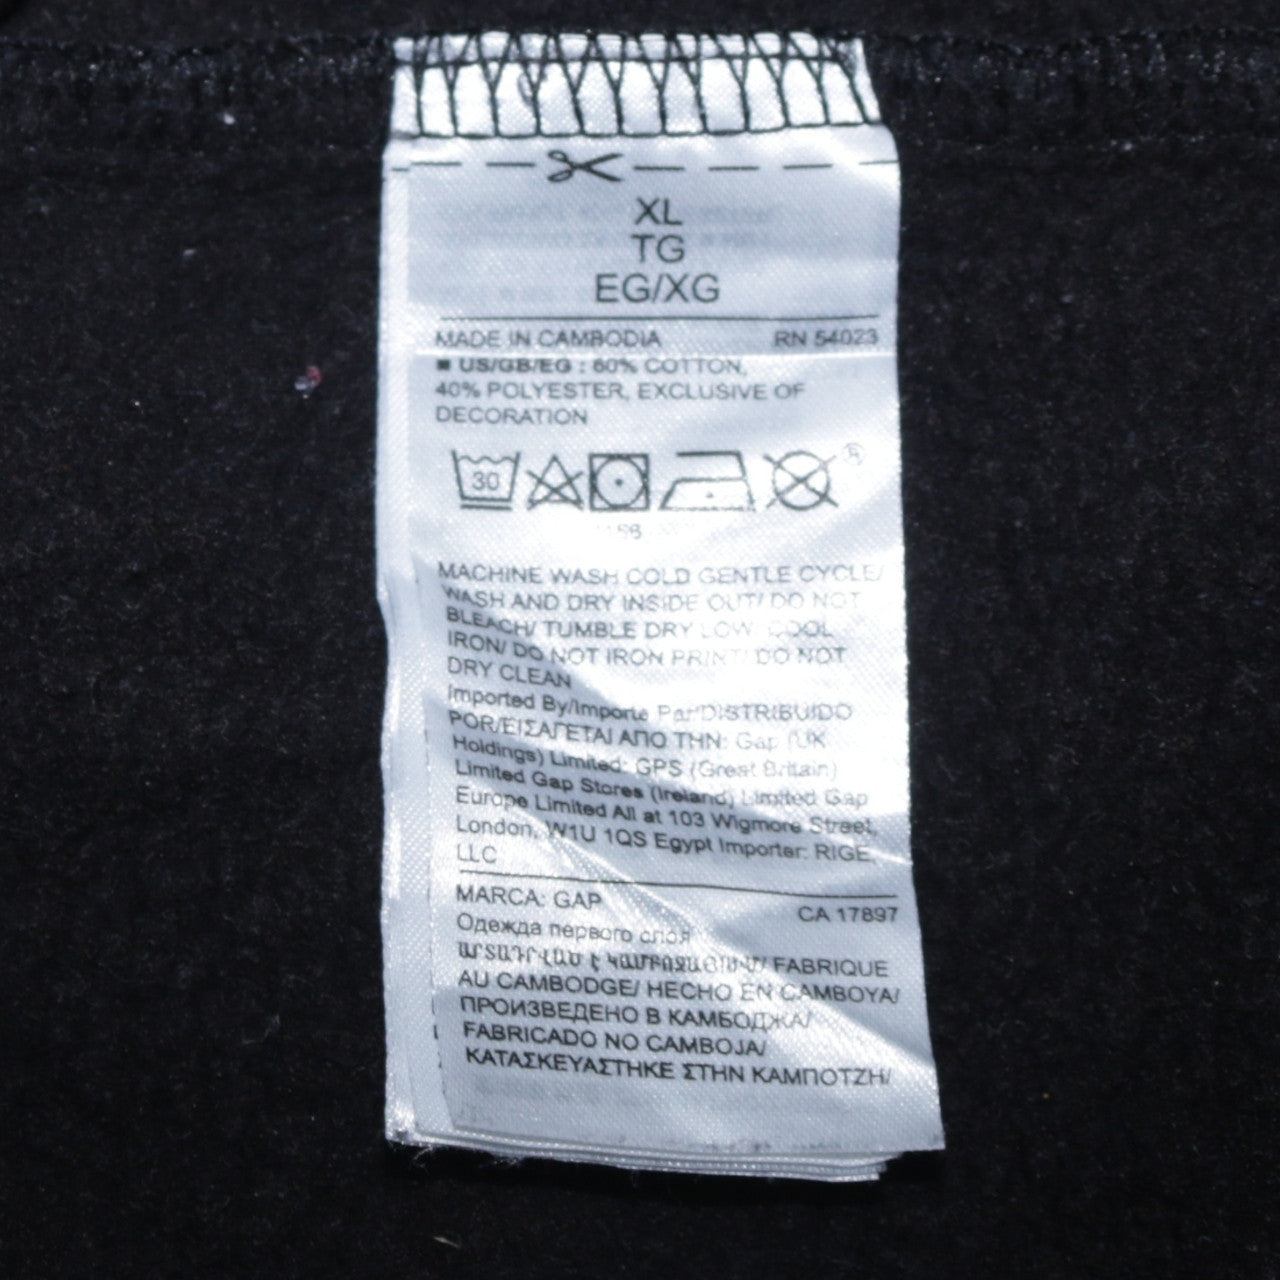 XL
TG
EG/XG
MADE IN CAMBODIA RN 54023
■ US/GB/EG : 60% COTTON,
40% POLYESTER, EXCLUSIVE OF
DECORATION
30
MACHINE WASH COLD GENTLE CYCLE/
WASH AND DRY INSIDE OUT/ DO NOT
BLEACH/ TUMBLE DRY LOW/ COOL
IRON/ DO NOT IRON PRINT/ DO NOT
DRY CLEAN
Imported By/Importe Par/DISTRIBUIDO
POR/ΕΙΣΑΓΕΤΑΙ ΑΠΟ ΤΗΝ: Gap (UK
Holdings) Limited: GPS (Great Britain)
Limited Gap Stores (Ireland) Limited Gap
Europe Limited All at 103 Wigmore Street,
London, W1U 1QS Egypt Importer: RIGE,
LLC
MARCA: GAP CA 17897
Одежда первого слоя
ԱՐՏԱԴՐՎԱԾ Է ԿԱՄԲՈՋԱՅՈՒՄ/ FABRIQUE
AU CAMBODGE/ HECHO EN CAMBOYA/
ПРОИЗВЕДЕНО В КАМБОДЖА/
FABRICADO NO CAMBOJA/
ΚΑΤΑΣΚΕΥΑΣΤΗΚΕ ΣΤΗΝ ΚΑΜΠΟΤΖΗ/